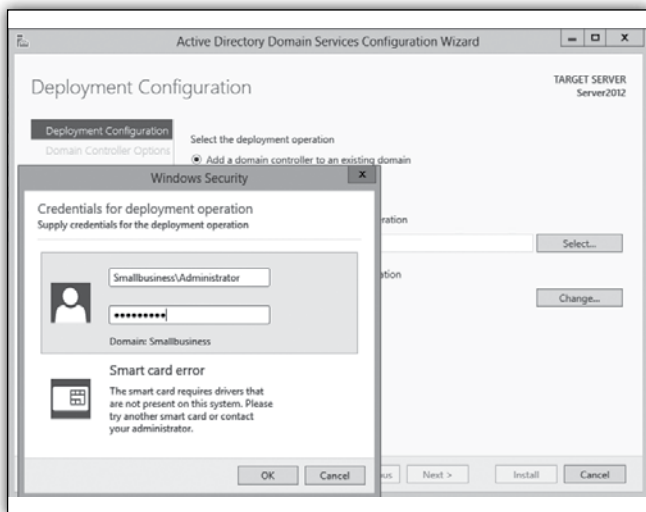 Active Directory Domain Services Configuration Wizard
Deployment Configuration
TARGET SERVER
Server2012
Deployment Configuration
Domain Controller Options
Select the deployment operation
Add a domain controller to an existing domain
Windows Security
x
Credentials for deployment operation
Supply credentials for the deployment operation
Smallbusiness\Administrator
•••••••••
Domain: Smallbusiness
Smart card error
The smart card requires drivers that
are not present on this system. Please
try another smart card or contact
your administrator.
OK
Cancel
Select...
Change...
Next >
Install
Cancel